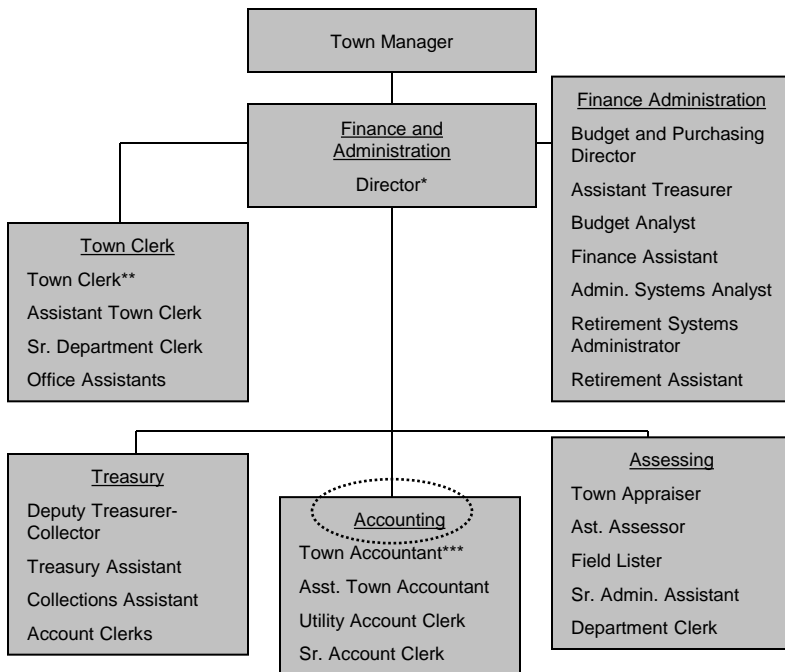 Town Manager
Finance and
Administration
Director*
Finance Administration
Budget and Purchasing
Director
Assistant Treasurer
Budget Analyst
Finance Assistant
Admin. Systems Analyst
Retirement Systems
Administrator
Retirement Assistant
Town Clerk
Town Clerk**
Assistant Town Clerk
Sr. Department Clerk
Office Assistants
Treasury
Deputy Treasurer-
Collector
Treasury Assistant
Collections Assistant
Account Clerks
Accounting
Town Accountant***
Asst. Town Accountant
Utility Account Clerk
Sr. Account Clerk
Assessing
Town Appraiser
Ast. Assessor
Field Lister
Sr. Admin. Assistant
Department Clerk